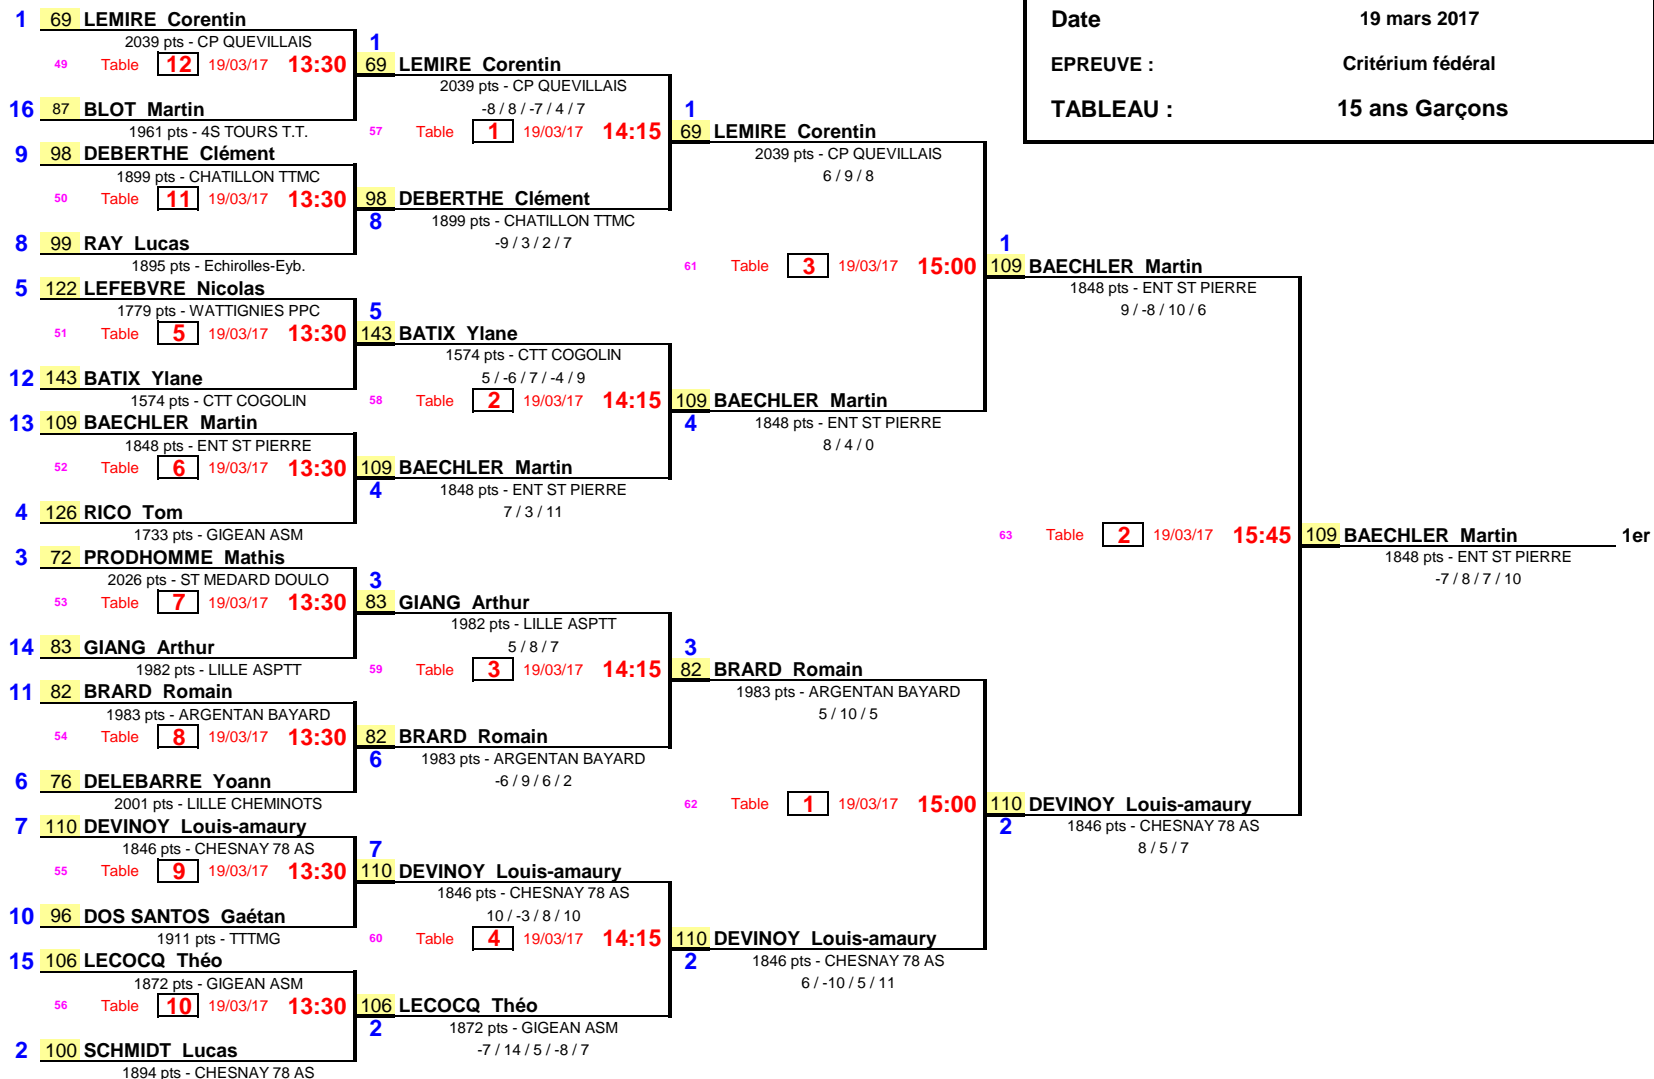 Date 19 mars 2017
EPREUVE : Critérium fédéral
TABLEAU : 15 ans Garçons
1 69 LEMIRE Corentin
2039 pts - CP QUEVILLAIS
49 Table 12 19/03/17 13:30
16 87 BLOT Martin
1961 pts - 4S TOURS T.T.
9 98 DEBERTHE Clément
1899 pts - CHATILLON TTMC
50 Table 11 19/03/17 13:30
8 99 RAY Lucas
1895 pts - Echirolles-Eyb.
5 122 LEFEBVRE Nicolas
1779 pts - WATTIGNIES PPC
51 Table 5 19/03/17 13:30
12 143 BATIX Ylane
1574 pts - CTT COGOLIN
13 109 BAECHLER Martin
1848 pts - ENT ST PIERRE
52 Table 6 19/03/17 13:30
4 126 RICO Tom
1733 pts - GIGEAN ASM
3 72 PRODHOMME Mathis
2026 pts - ST MEDARD DOULO
53 Table 7 19/03/17 13:30
14 83 GIANG Arthur
1982 pts - LILLE ASPTT
11 82 BRARD Romain
1983 pts - ARGENTAN BAYARD
54 Table 8 19/03/17 13:30
6 76 DELEBARRE Yoann
2001 pts - LILLE CHEMINOTS
7 110 DEVINOY Louis-amaury
1846 pts - CHESNAY 78 AS
55 Table 9 19/03/17 13:30
10 96 DOS SANTOS Gaétan
1911 pts - TTTMG
15 106 LECOCQ Théo
1872 pts - GIGEAN ASM
56 Table 10 19/03/17 13:30
2 100 SCHMIDT Lucas
1894 pts - CHESNAY 78 AS
1
69 LEMIRE Corentin
2039 pts - CP QUEVILLAIS
-8 / 8 / -7 / 4 / 7
57 Table 1 19/03/17 14:15
98 DEBERTHE Clément
8
1899 pts - CHATILLON TTMC
-9 / 3 / 2 / 7
5
143 BATIX Ylane
1574 pts - CTT COGOLIN
5 / -6 / 7 / -4 / 9
58 Table 2 19/03/17 14:15
109 BAECHLER Martin
4
1848 pts - ENT ST PIERRE
7 / 3 / 11
3
83 GIANG Arthur
1982 pts - LILLE ASPTT
5 / 8 / 7
59 Table 3 19/03/17 14:15
82 BRARD Romain
6
1983 pts - ARGENTAN BAYARD
-6 / 9 / 6 / 2
7
110 DEVINOY Louis-amaury
1846 pts - CHESNAY 78 AS
10 / -3 / 8 / 10
60 Table 4 19/03/17 14:15
106 LECOCQ Théo
2
1872 pts - GIGEAN ASM
-7 / 14 / 5 / -8 / 7
1
69 LEMIRE Corentin
2039 pts - CP QUEVILLAIS
6 / 9 / 8
61 Table 3 19/03/17 15:00
109 BAECHLER Martin
4
1848 pts - ENT ST PIERRE
8 / 4 / 0
3
82 BRARD Romain
1983 pts - ARGENTAN BAYARD
5 / 10 / 5
62 Table 1 19/03/17 15:00
110 DEVINOY Louis-amaury
2
1846 pts - CHESNAY 78 AS
6 / -10 / 5 / 11
1
109 BAECHLER Martin
1848 pts - ENT ST PIERRE
9 / -8 / 10 / 6
63 Table 2 19/03/17 15:45
110 DEVINOY Louis-amaury
2
1846 pts - CHESNAY 78 AS
8 / 5 / 7
109 BAECHLER Martin 1er
1848 pts - ENT ST PIERRE
-7 / 8 / 7 / 10